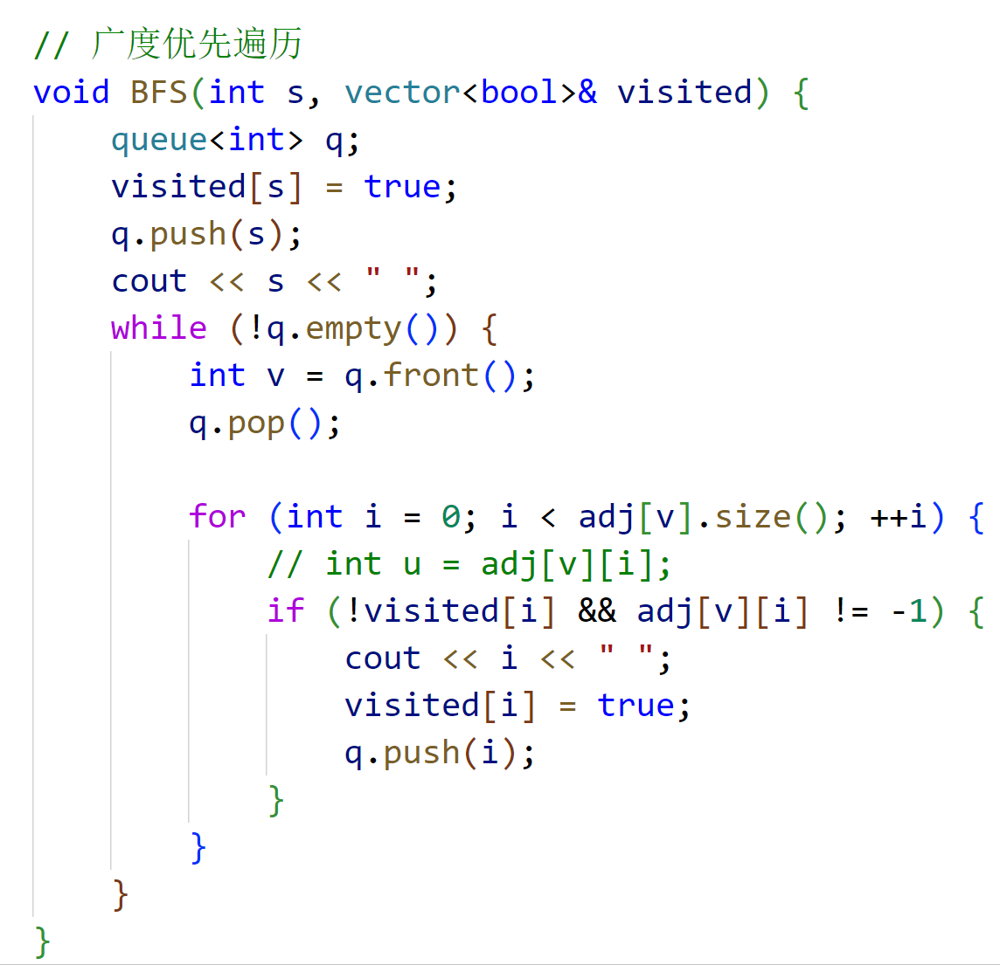 // 广度优先遍历
void BFS(int s, vector<bool>& visited) {
    queue<int> q;
    visited[s] = true;
    q.push(s);
    cout << s << " ";
    while (!q.empty()) {
        int v = q.front();
        q.pop();

        for (int i = 0; i < adj[v].size(); ++i) {
            // int u = adj[v][i];
            if (!visited[i] && adj[v][i] != -1) {
                cout << i << " ";
                visited[i] = true;
                q.push(i);
            }
        }
    }
}